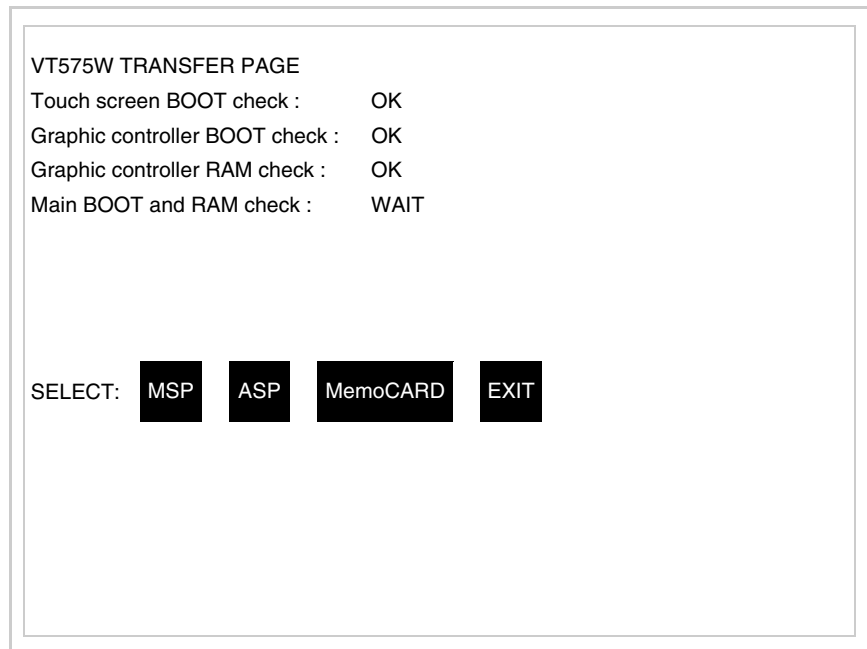 VT575W TRANSFER PAGE
Touch screen BOOT check : OK
Graphic controller BOOT check : OK
Graphic controller RAM check : OK
Main BOOT and RAM check : WAIT
SELECT: MSP ASP MemoCARD EXIT